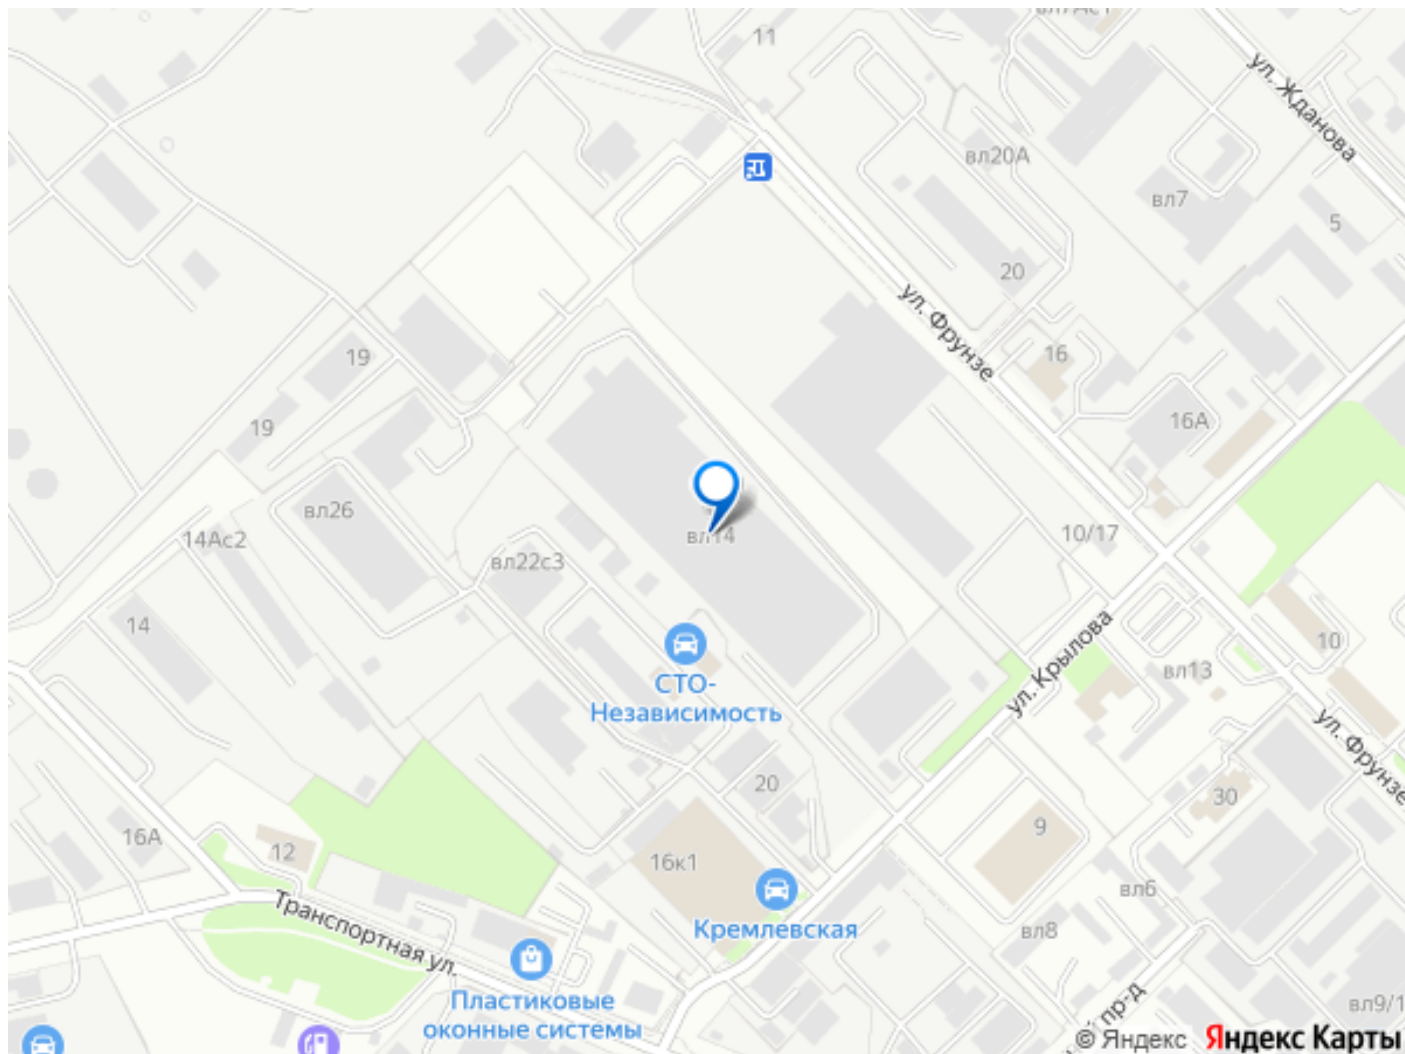 11
ул. Жданова
вл20А
вл7
5
20
ул. Фрунзе
16
19
16А
19
вл26
14Ас2
вл14
10/17
вл22с3
14
ул. Крылова
10
вл13
СТО-
Независимость
ул. Фрунзе
20
30
16А
12
9
16к1
вл6
Кремлевская
Транспортная ул.
вл8
Пластиковые
оконные системы
пр-д
вл9/1
© Яндекс
Яндекс Карты